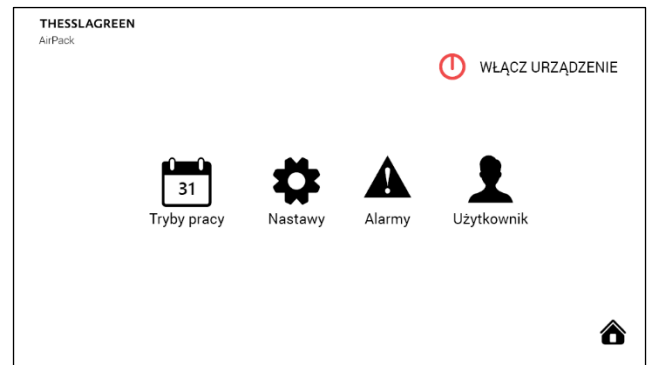 THESSLAGREEN
AirPack
WŁĄCZ URZĄDZENIE
31
Tryby pracy
Nastawy
Alarmy
Użytkownik